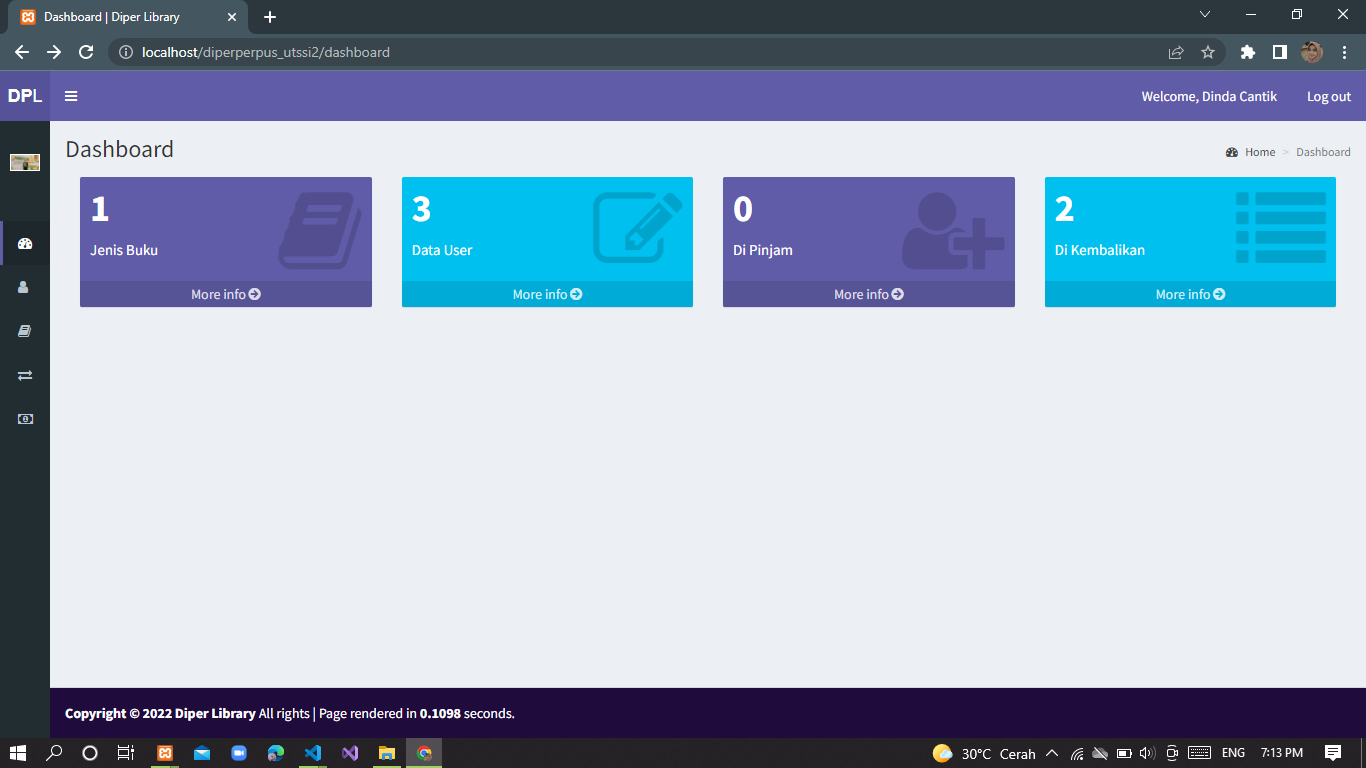 Dashboard | Diper Library
localhost/diperperpus_utssi2/dashboard
DPL
Welcome, Dinda Cantik
Log out
Dashboard
Home > Dashboard
1
Jenis Buku
More info
3
Data User
More info
0
Di Pinjam
More info
2
Di Kembalikan
More info
Copyright © 2022 Diper Library All rights | Page rendered in 0.1098 seconds.
30°C Cerah
ENG
7:13 PM